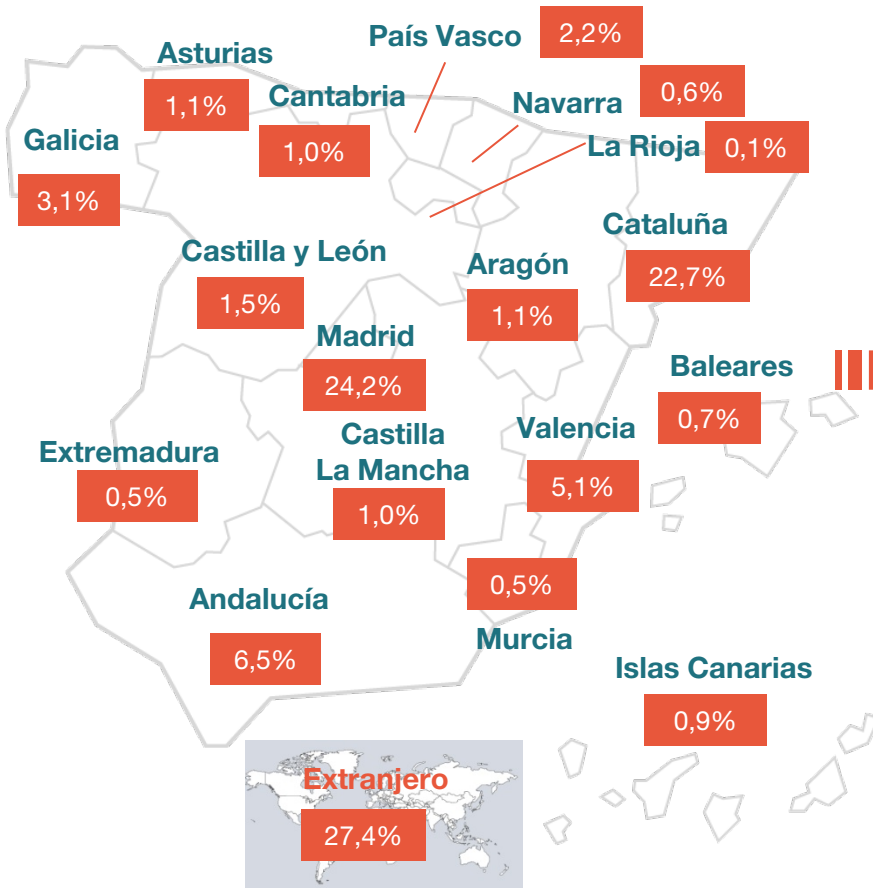 País Vasco
2,2%
Asturias
1,1%
Cantabria
1,0%
Navarra
0,6%
La Rioja
0,1%
Galicia
3,1%
Cataluña
22,7%
Castilla y León
1,5%
Aragón
1,1%
Madrid
24,2%
Baleares
0,7%
Extremadura
0,5%
Castilla
La Mancha
1,0%
Valencia
5,1%
0,5%
Murcia
Andalucía
6,5%
Islas Canarias
0,9%
Extranjero
27,4%